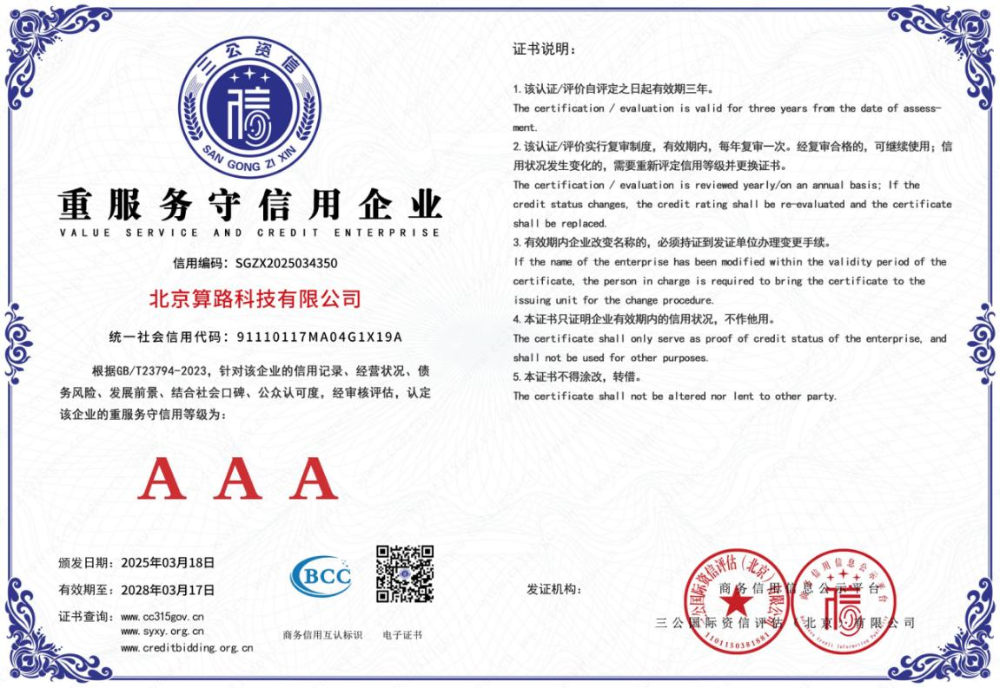 三公资信
信
SAN GONG ZI XIN
重服务守信用企业
VALUE SERVICE AND CREDIT ENTERPRISE
信用编码：SGZX2025034350
北京算路科技有限公司
统一社会信用代码：91110117MA04G1X19A
根据GB/T23794-2023，针对该企业的信用记录、经营状况、债
务风险、发展前景、结合社会口碑、公众认可度，经审核评估，认定
该企业的重服务守信用等级为：
A A A
颁发日期：2025年03月18日
有效期至：2028年03月17日
证书查询：www.cc315gov.cn
www.syxy.org.cn
www.creditbidding.org.cn
BCC
商务信用互认标识
电子证书
证书说明：
1.该认证/评价自评定之日起有效期三年。
The certification / evaluation is valid for three years from the date of assess-
ment.
2.该认证/评价实行复审制度，有效期内，每年复审一次。经复审合格的，可继续使用；信
用状况发生变化的，需要重新评定信用等级并更换证书。
The certification / evaluation is reviewed yearly/on an annual basis; If the
credit status changes, the credit rating shall be re-evaluated and the certificate
shall be replaced.
3.有效期内企业改变名称的，必须持证到发证单位办理变更手续。
If the name of the enterprise has been modified within the validity period of the
certificate, the person in charge is required to bring the certificate to the
issuing unit for the change procedure.
4.本证书只证明企业有效期内的信用状况，不作他用。
The certificate shall only serve as proof of credit status of the enterprise, and
shall not be used for other purposes.
5.本证书不得涂改，转借。
The certificate shall not be altered nor lent to other party.
发证机构：
商务信用信息公示平台
三公国际资信评估（北京）有限公司
三公国际资信评估（北京）有限公司
1101150381881
商务信用信息公示平台
信